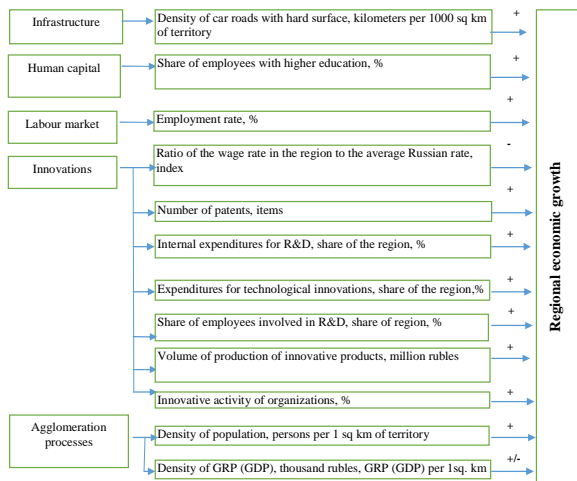 Infrastructure
Density of car roads with hard surface, kilometers per 1000 sq km
of territory
+
Human capital
Share of employees with higher education, %
+
Labour market
Employment rate, %
+
Innovations
Ratio of the wage rate in the region to the average Russian rate,
index
-
Number of patents, items
+
Internal expenditures for R&D, share of the region, %
+
Expenditures for technological innovations, share of the region,%
+
Share of employees involved in R&D, share of region, %
+
Volume of production of innovative products, million rubles
+
Innovative activity of organizations, %
+
Agglomeration
processes
Density of population, persons per 1 sq km of territory
+
Density of GRP (GDP), thousand rubles, GRP (GDP) per 1sq. km
+/-
Regional economic growth